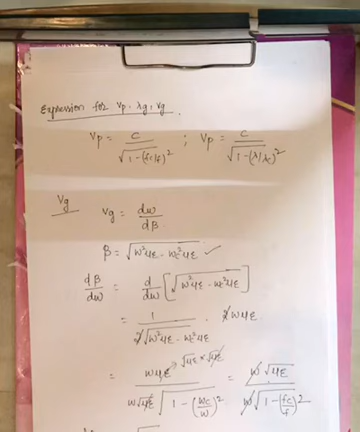 Expression for vp, λg, vg.
Vp = C / √(1-(fc/f)²) ; Vp = C / √(1-(λ/λc)²)
Vg
Vg = dω / dβ
β = √(ω²με - ωc²με) ✓
dβ/dω = d/dω [√(ω²με - ωc²με)]
= 1 / 2√(ω²με - ωc²με) . 2ωμε
= ωμε → √με × √με / ω√με √(1-(ωc/ω)²) = ω√με / ω√(1-(fc/f)²)